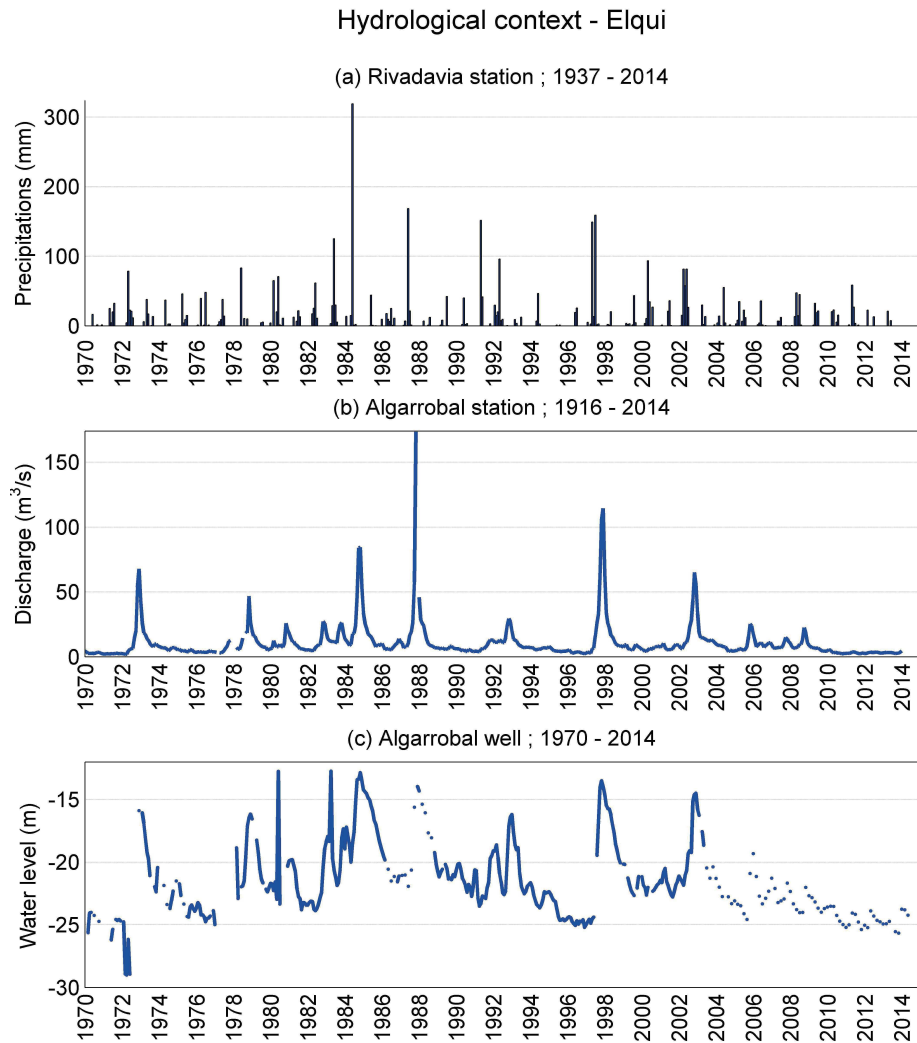 Hydrological context - Elqui
(a) Rivadavia station ; 1937 - 2014
Precipitations (mm)
300
200
100
0
1970 1972 1974 1976 1978 1980 1982 1984 1986 1988 1990 1992 1994 1996 1998 2000 2002 2004 2006 2008 2010 2012 2014
(b) Algarrobal station ; 1916 - 2014
Discharge (m³/s)
150
100
50
0
1970 1972 1974 1976 1978 1980 1982 1984 1986 1988 1990 1992 1994 1996 1998 2000 2002 2004 2006 2008 2010 2012 2014
(c) Algarrobal well ; 1970 - 2014
Water level (m)
-15
-20
-25
-30
1970 1972 1974 1976 1978 1980 1982 1984 1986 1988 1990 1992 1994 1996 1998 2000 2002 2004 2006 2008 2010 2012 2014